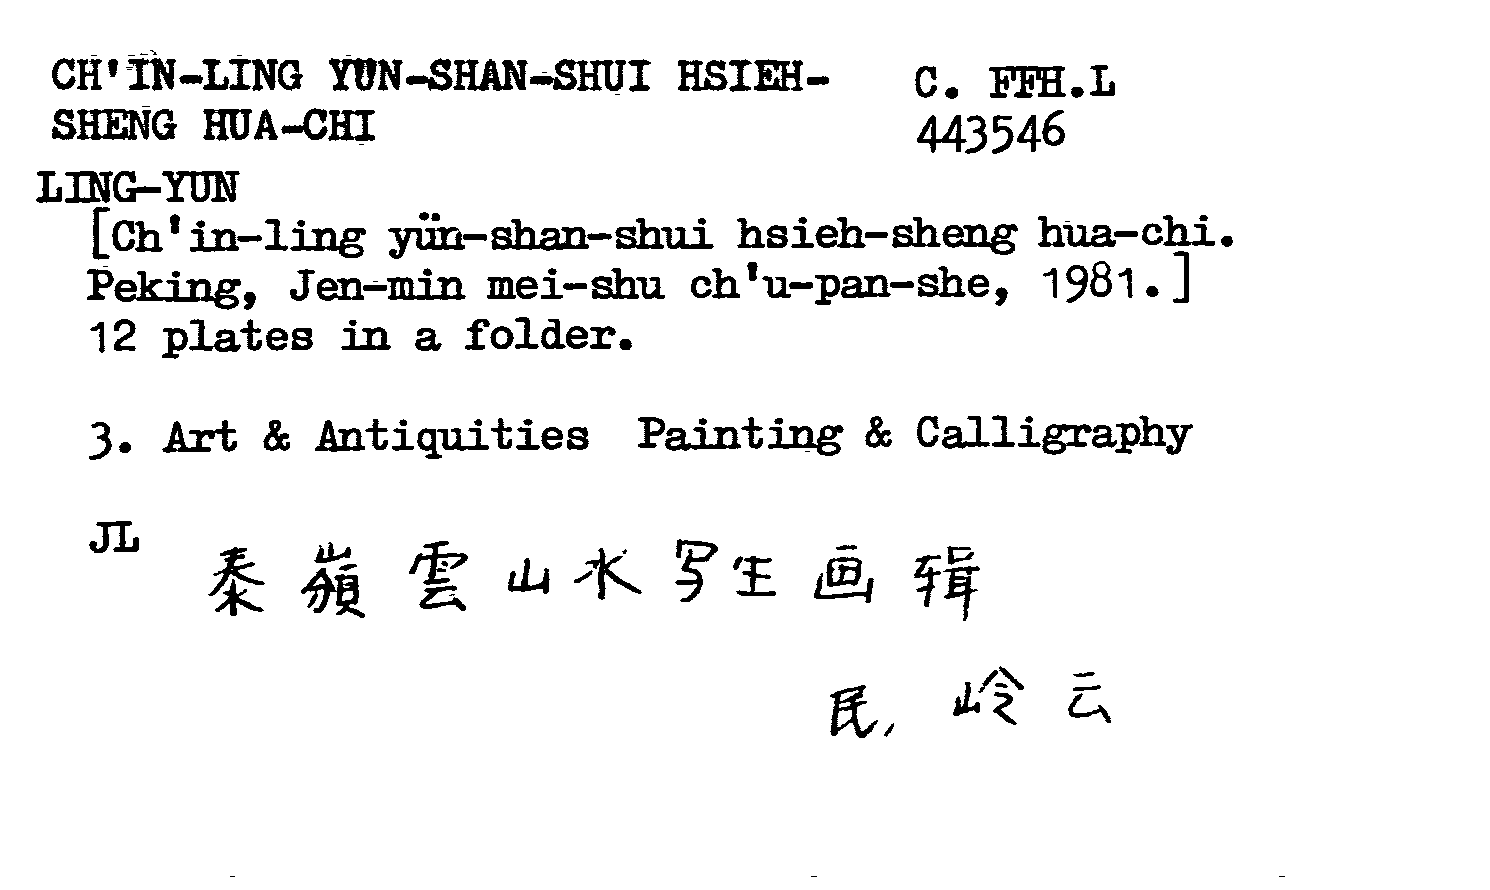 CH'IN-LING YÜN-SHAN-SHUI HSIEH-
SHENG HUA-CHI
C. FFH.L
443546
LING-YUN
[Ch'in-ling yün-shan-shui hsieh-sheng hua-chi.
Peking, Jen-min mei-shu ch'u-pan-she, 1981.]
12 plates in a folder.
3. Art & Antiquities Painting & Calligraphy
JL
秦嶺雲山水写生画辑
民, 岭云